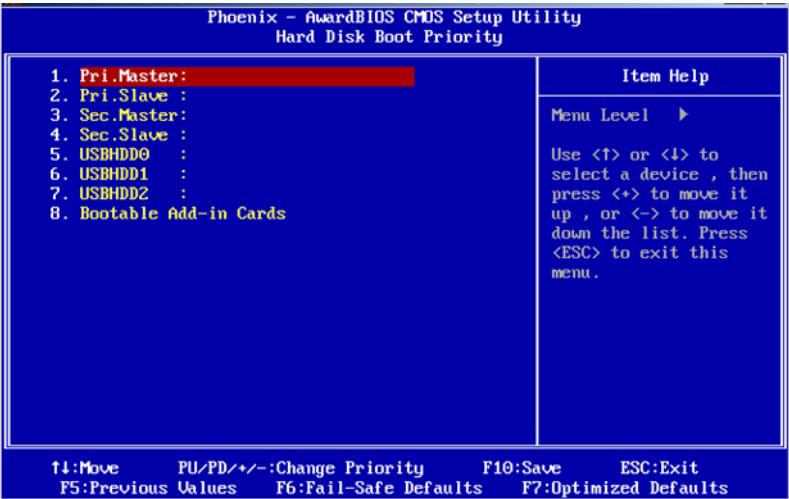 Phoenix - AwardBIOS CMOS Setup Utility
Hard Disk Boot Priority
1. Pri.Master:
2. Pri.Slave :
3. Sec.Master:
4. Sec.Slave :
5. USBHDD0   :
6. USBHDD1   :
7. USBHDD2   :
8. Bootable Add-in Cards
Item Help
Menu Level ▶
Use <↑> or <↓> to
select a device , then
press <+> to move it
up , or <-> to move it
down the list. Press
<ESC> to exit this
menu.
↑↓:Move PU/PD/+/-:Change Priority F10:Save ESC:Exit
F5:Previous Values F6:Fail-Safe Defaults F7:Optimized Defaults